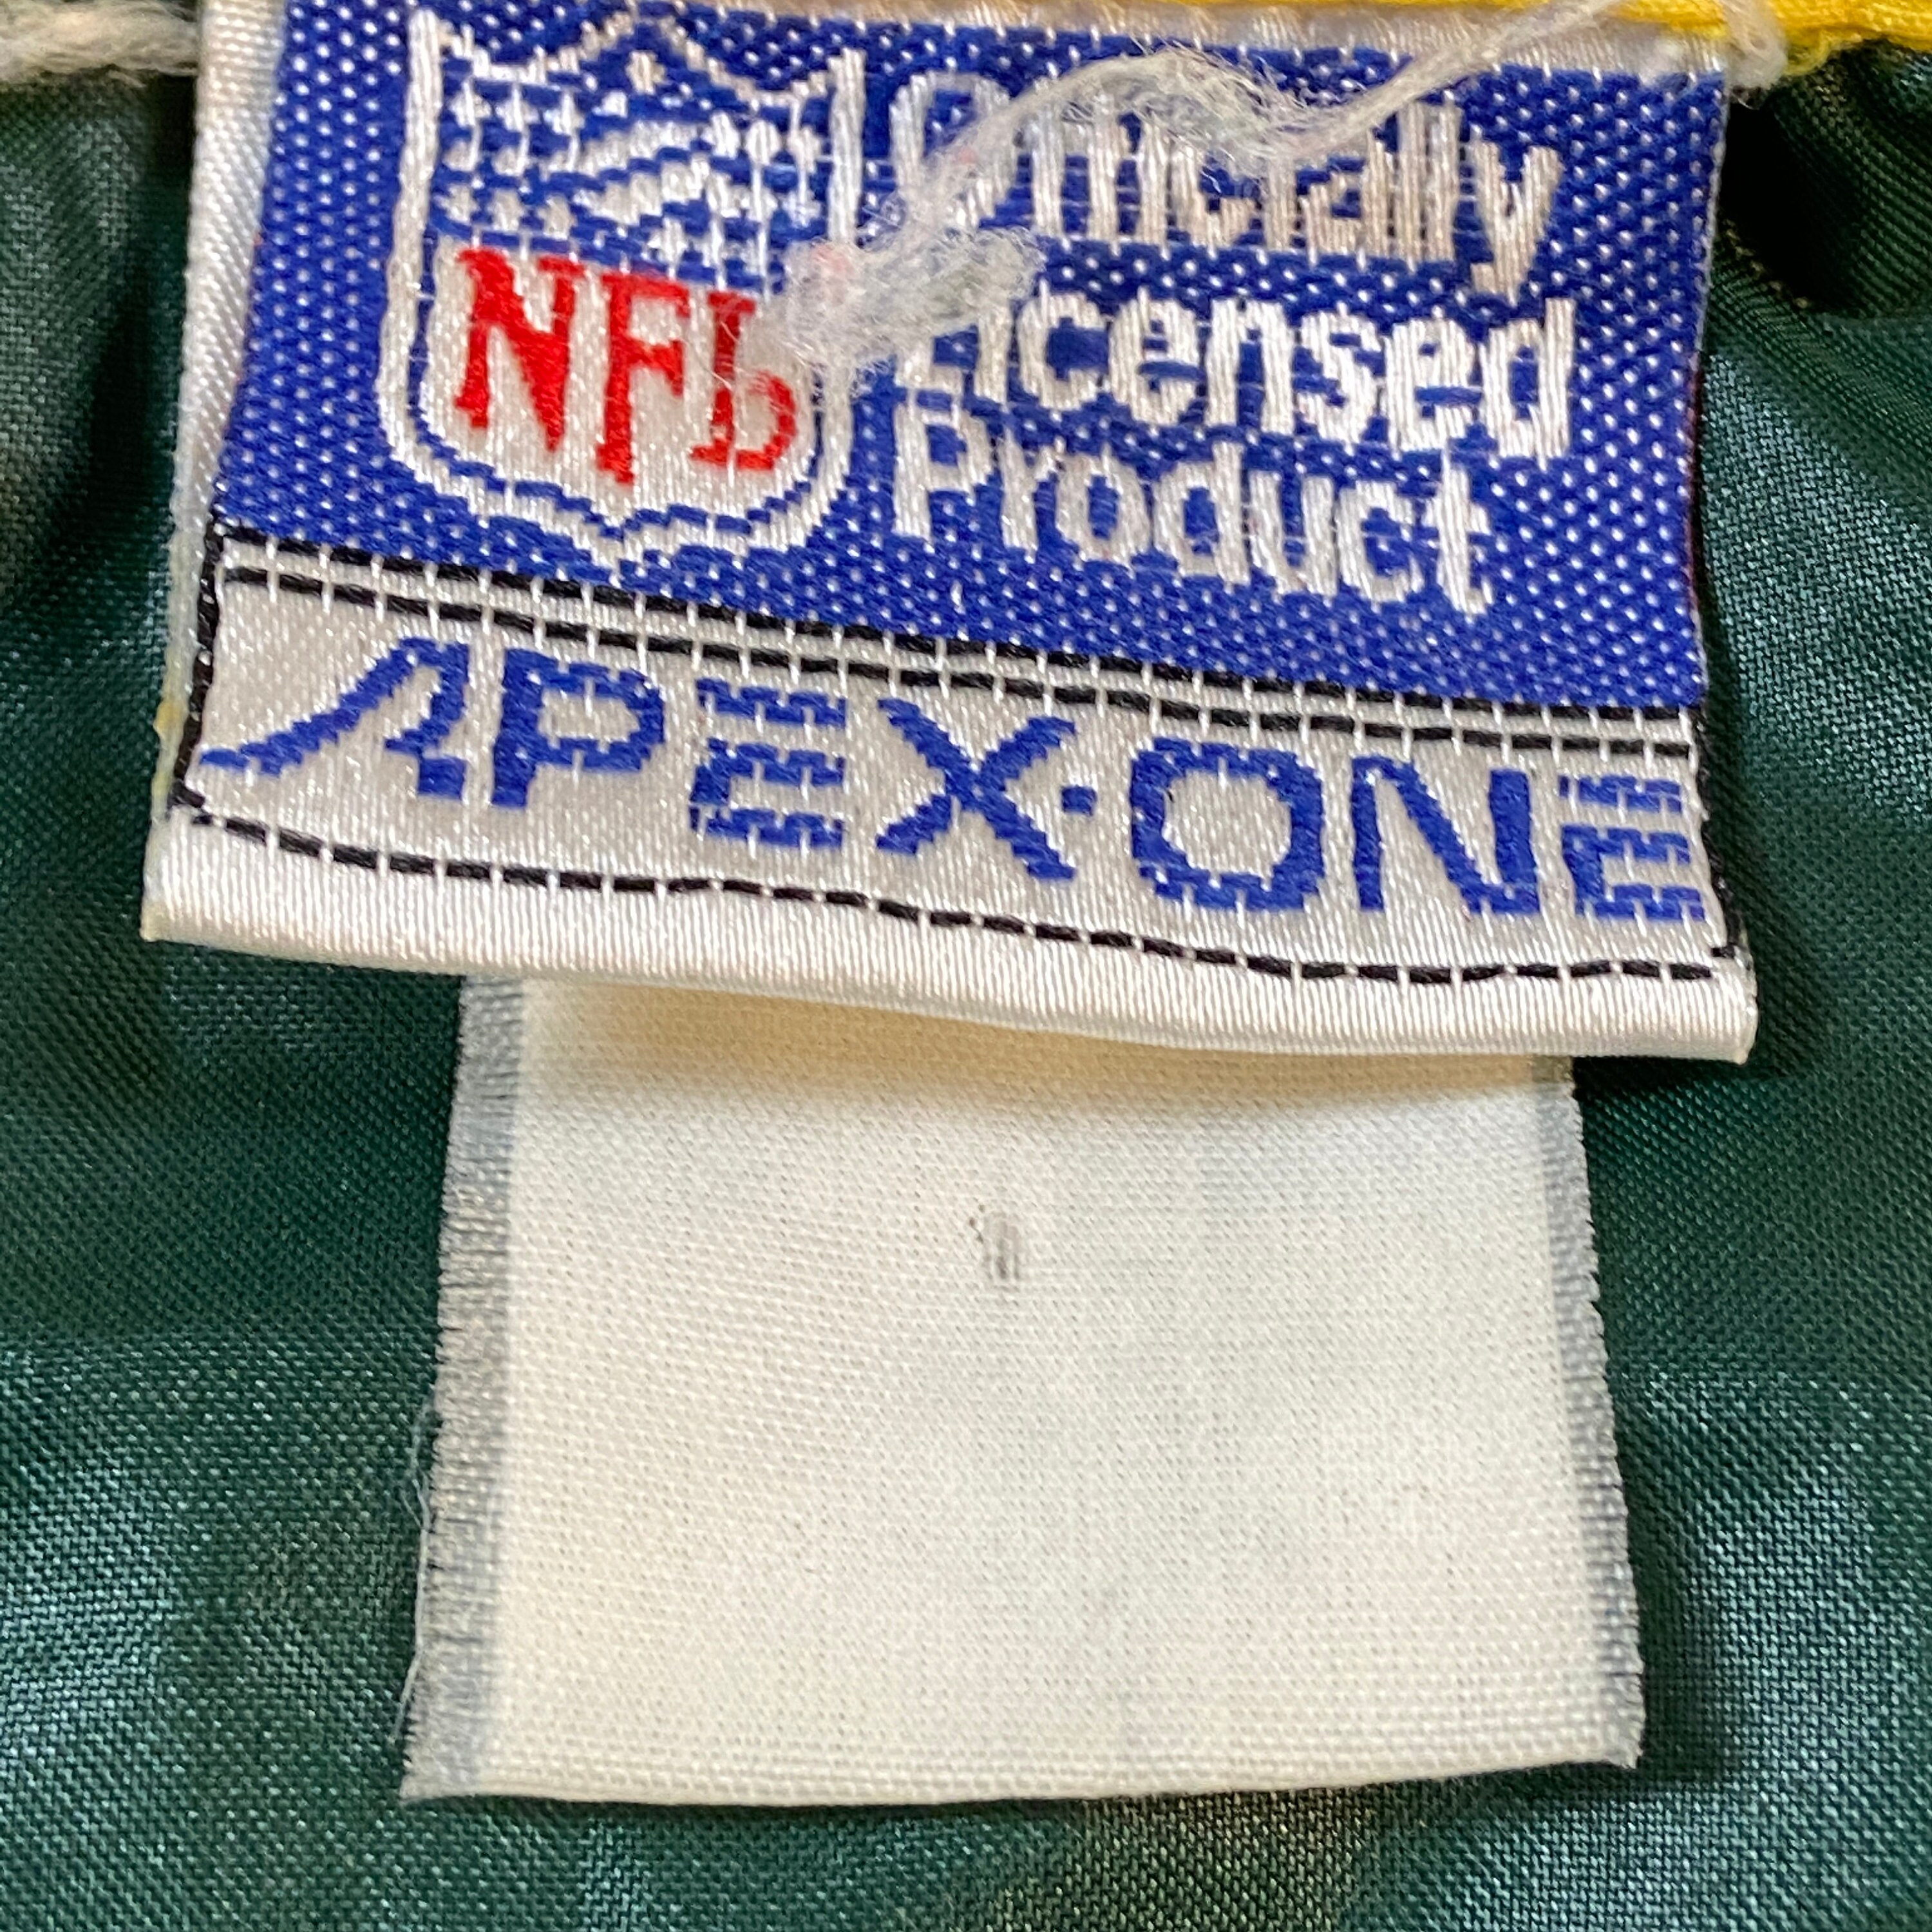 NFL
Officially
Licensed
Product
APEX·ONE